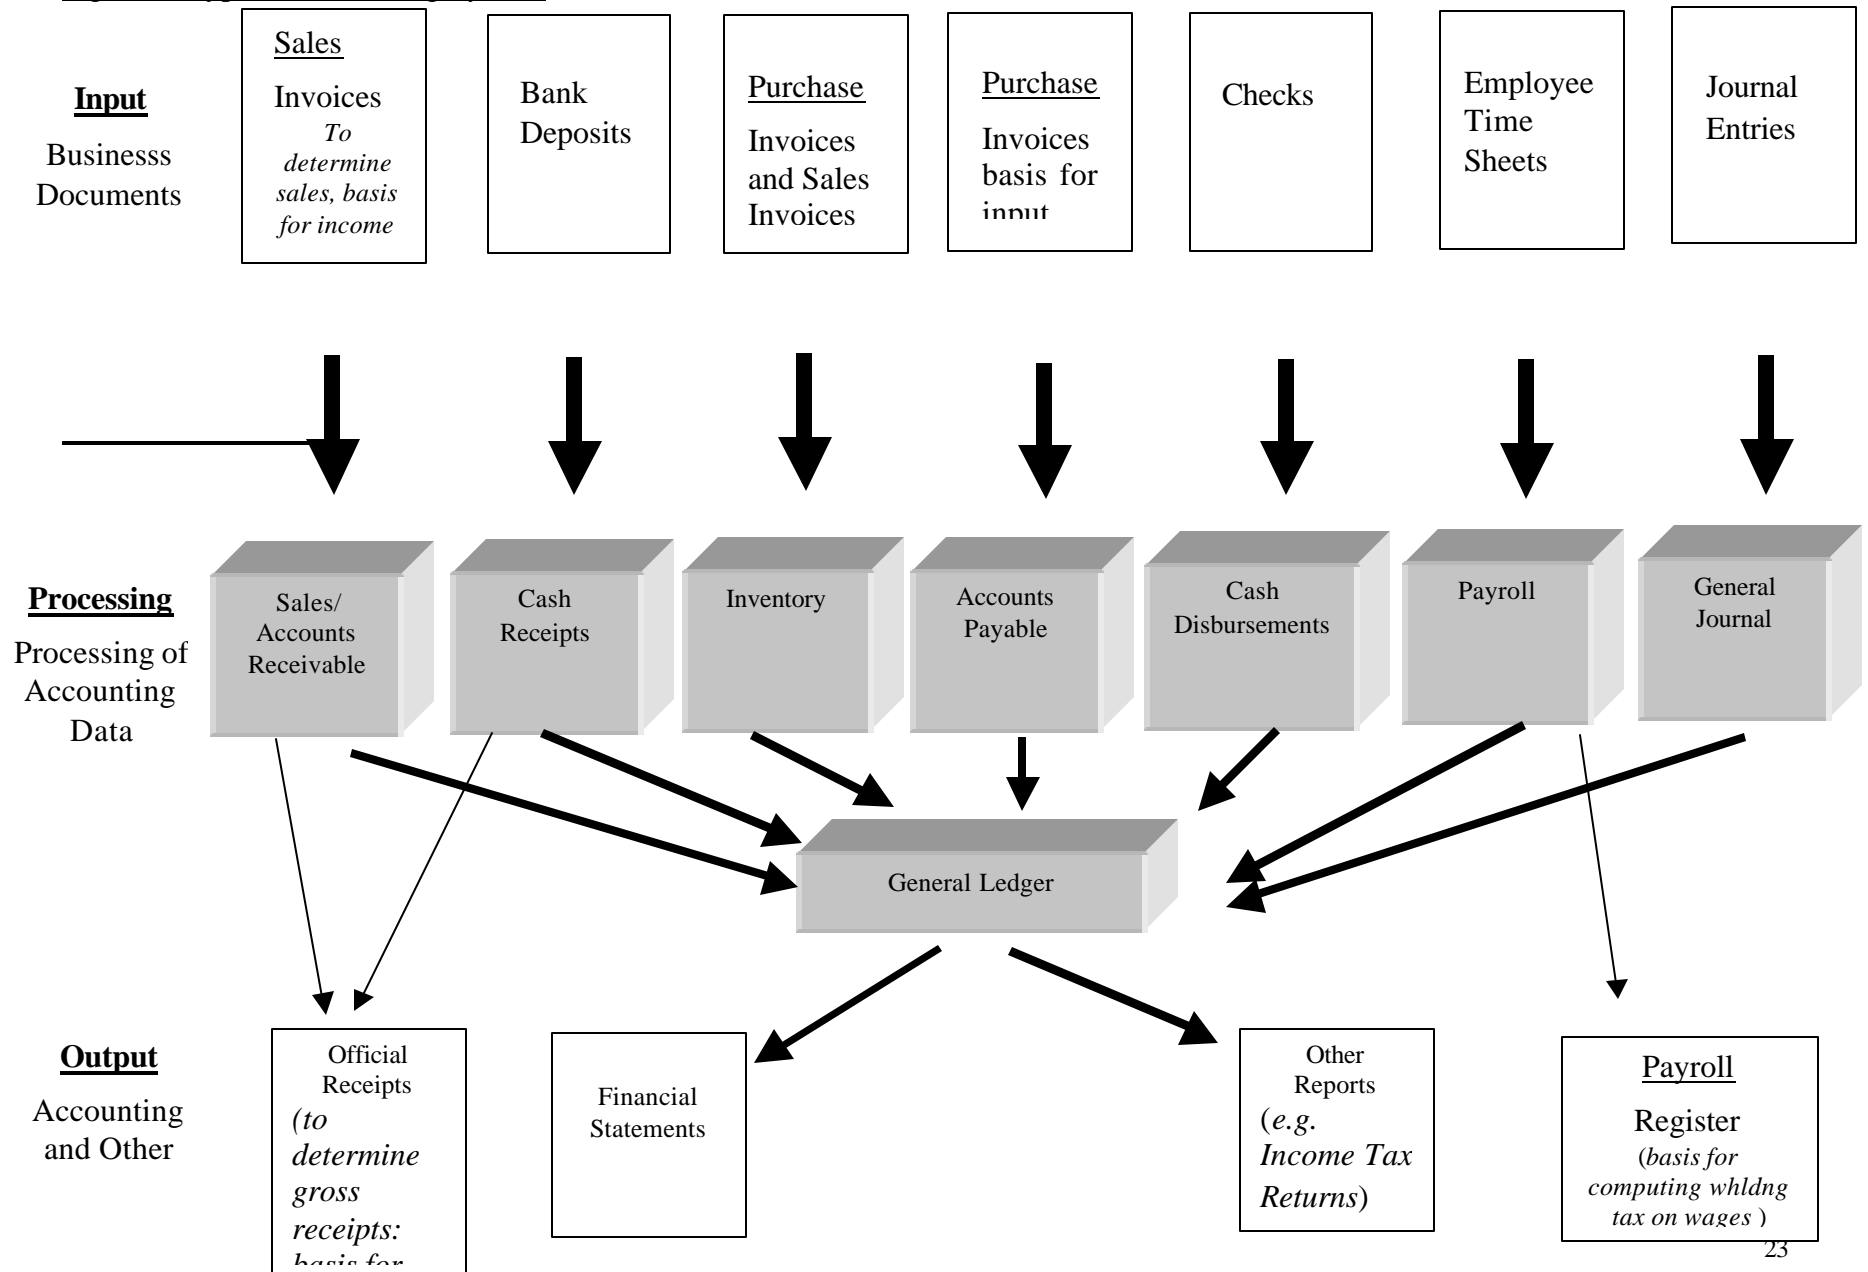 Input
Businesss
Documents
Sales
Invoices
To
determine
sales, basis
for income
Bank
Deposits
Purchase
Invoices
and Sales
Invoices
Purchase
Invoices
basis for
input
Checks
Employee
Time
Sheets
Journal
Entries
Processing
Processing of
Accounting
Data
Sales/
Accounts
Receivable
Cash
Receipts
Inventory
Accounts
Payable
Cash
Disbursements
Payroll
General
Journal
General Ledger
Output
Accounting
and Other
Official
Receipts
(to
determine
gross
receipts:
basis for
Financial
Statements
Other
Reports
(e.g.
Income Tax
Returns)
Payroll
Register
(basis for
computing whldng
tax on wages )
23